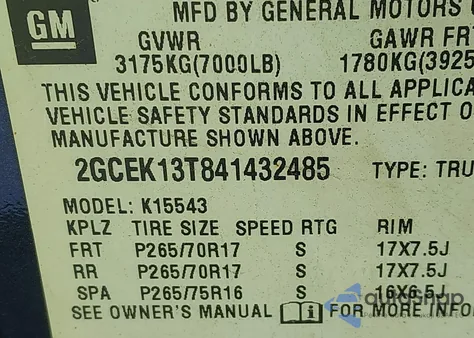 GM
MFD BY GENERAL MOTORS
GVWR GAWR FRT
3175KG(7000LB) 1780KG(3925
THIS VEHICLE CONFORMS TO ALL APPLICA
VEHICLE SAFETY STANDARDS IN EFFECT O
MANUFACTURE SHOWN ABOVE.
2GCEK13T841432485 TYPE: TRU
MODEL: K15543
KPLZ TIRE SIZE SPEED RTG RIM
FRT P265/70R17 S 17X7.5J
RR P265/70R17 S 17X7.5J
SPA P265/75R16 S 16X6.5J
SEE OWNER'S MANUAL i FOR MORE INFO
autosnap